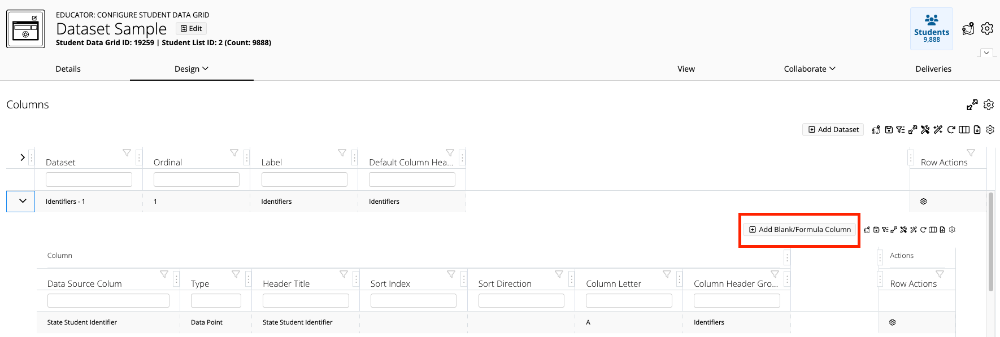 EDUCATOR: CONFIGURE STUDENT DATA GRID
Dataset Sample
Edit
Student Data Grid ID: 19259 | Student List ID: 2 (Count: 9888)
Students
9,888
Details
Design
View
Collaborate
Deliveries
Columns
Add Dataset
Dataset
Ordinal
Label
Default Column Hea...
Row Actions
Identifiers - 1
1
Identifiers
Identifiers
Add Blank/Formula Column
Column
Actions
Data Source Colum
Type
Header Title
Sort Index
Sort Direction
Column Letter
Column Header Gro...
Row Actions
State Student Identifier
Data Point
State Student Identifier
A
Identifiers